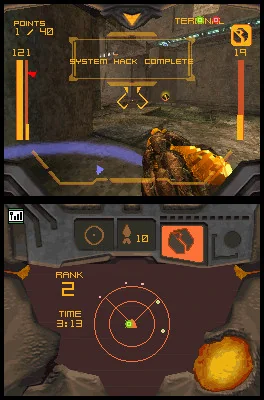 POINTS
1 / 40
TERMINAL
121
19
SYSTEM HACK COMPLETE
10
RANK
2
TIME
3:13